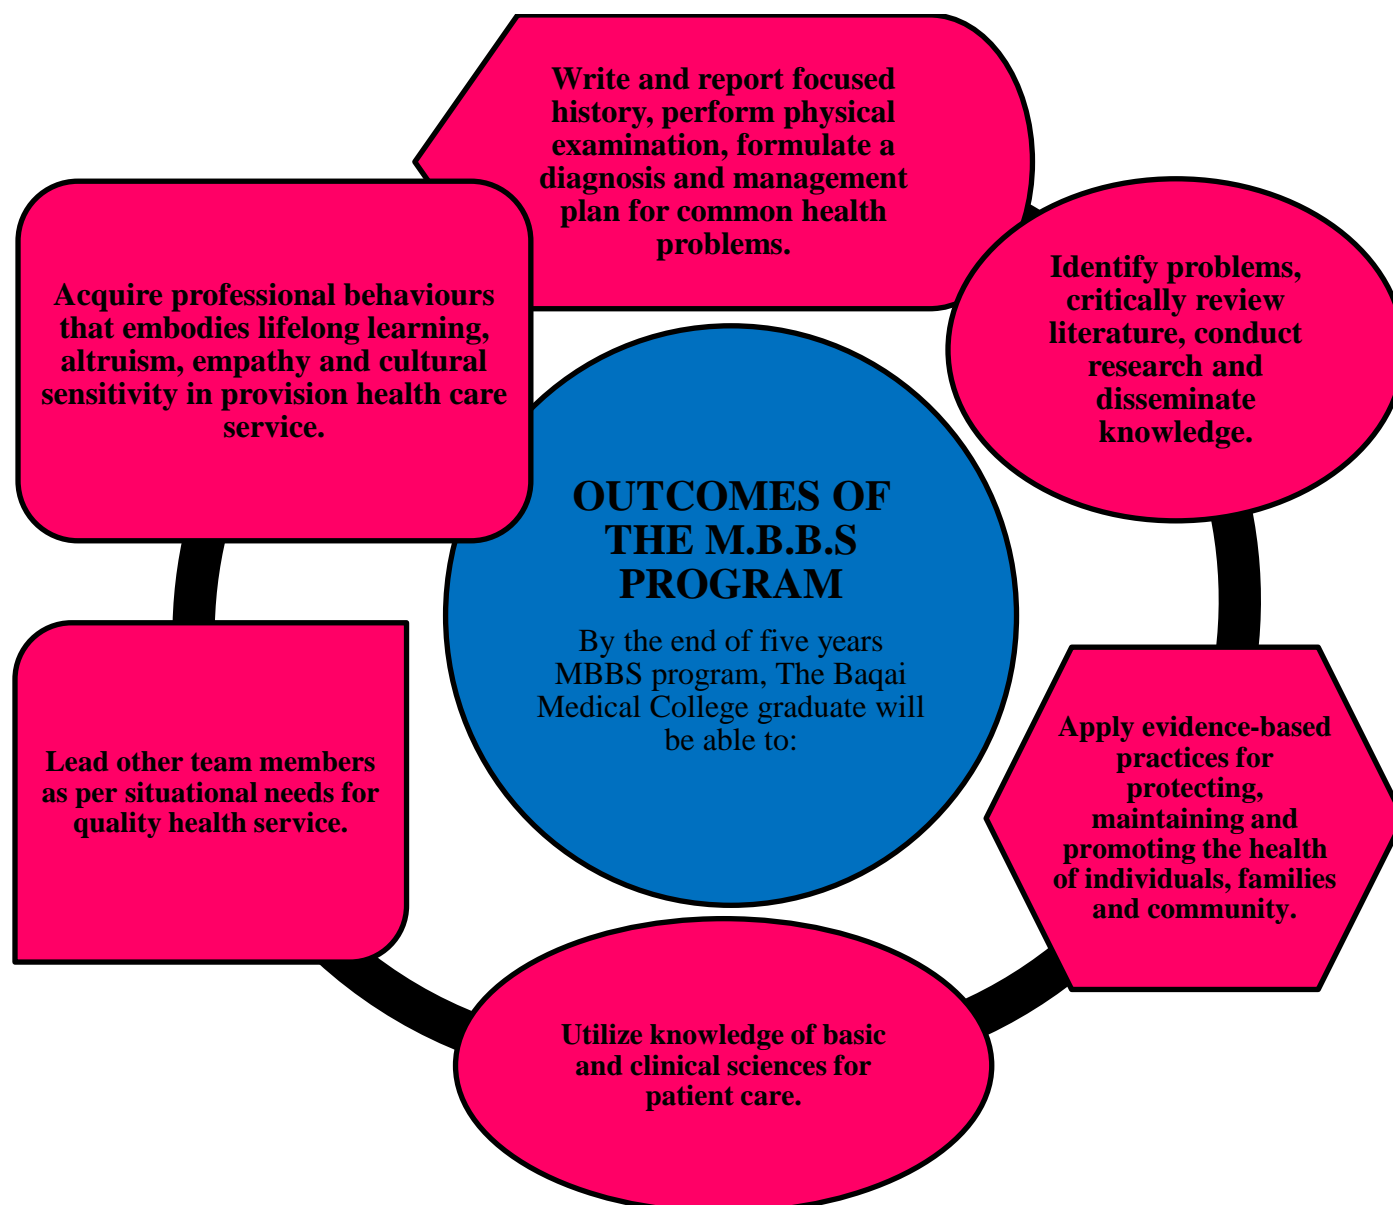 Write and report focused
history, perform physical
examination, formulate a
diagnosis and management
plan for common health
problems.
Identify problems,
critically review
literature, conduct
research and
disseminate
knowledge.
Acquire professional behaviours
that embodies lifelong learning,
altruism, empathy and cultural
sensitivity in provision health care
service.
OUTCOMES OF
THE M.B.B.S
PROGRAM
By the end of five years
MBBS program, The Baqai
Medical College graduate will
be able to:
Apply evidence-based
practices for
protecting,
maintaining and
promoting the health
of individuals, families
and community.
Lead other team members
as per situational needs for
quality health service.
Utilize knowledge of basic
and clinical sciences for
patient care.